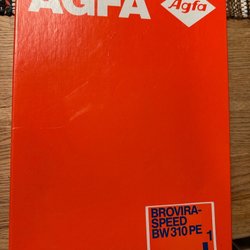 AGFA
Agfa
BROVIRA-
SPEED
BW 310 PE
1